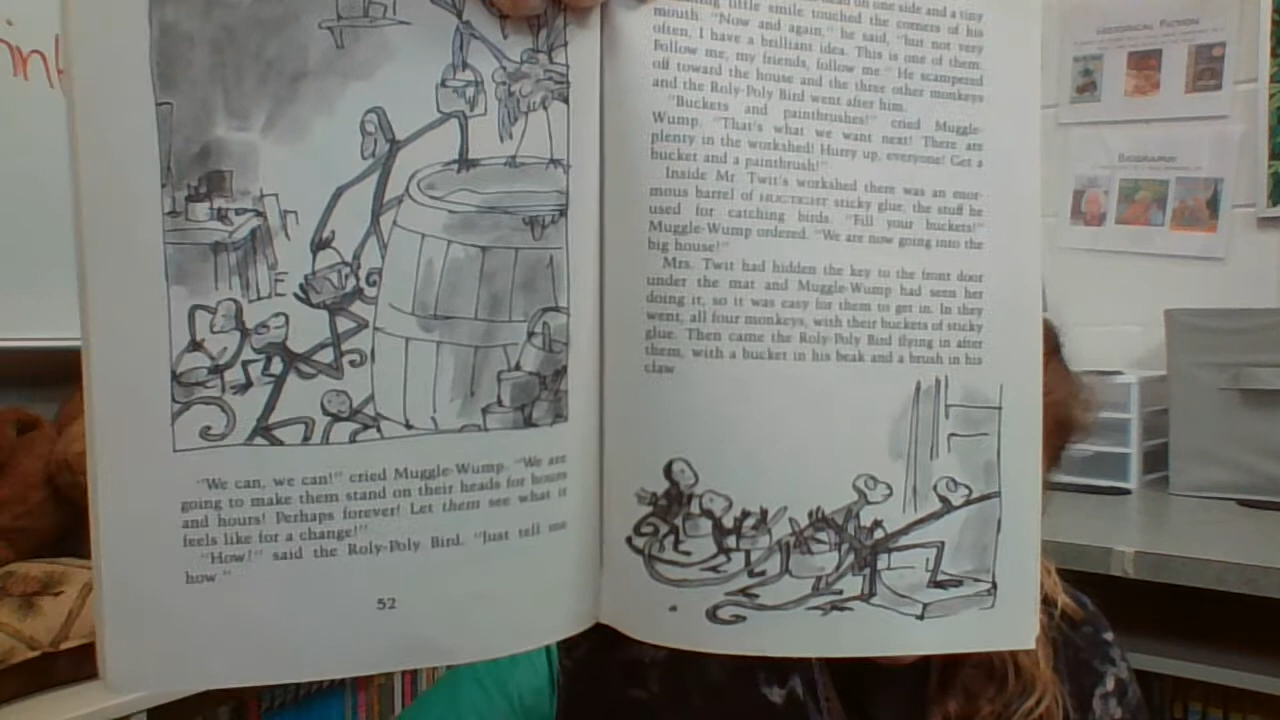 "We can, we can!" cried Muggle-Wump. "We are
going to make them stand on their heads for hours
and hours! Perhaps forever! Let them see what it
feels like for a change!"
"How?" said the Roly-Poly Bird. "Just tell me
how."
52
on one side and a tiny
little smile touched the corners of his
mouth. "Now and again," he said, "but not very
often, I have a brilliant idea. This is one of them.
Follow me, my friends, follow me." He scampered
off toward the house and the three other monkeys
and the Roly-Poly Bird went after him.
"Buckets and paintbrushes!" cried Muggle-
Wump. "That's what we want next! There are
plenty in the workshed! Hurry up, everyone! Get a
bucket and a paintbrush!"
Inside Mr. Twit's workshed there was an enor-
mous barrel of HUGTIGHT sticky glue, the stuff he
used for catching birds. "Fill your buckets!"
Muggle-Wump ordered. "We are now going into the
big house!"
Mrs. Twit had hidden the key to the front door
under the mat and Muggle-Wump had seen her
doing it, so it was easy for them to get in. In they
went, all four monkeys, with their buckets of sticky
glue. Then came the Roly-Poly Bird flying in after
them, with a bucket in his beak and a brush in his
claw.
HISTORICAL FICTION
BIOGRAPHY